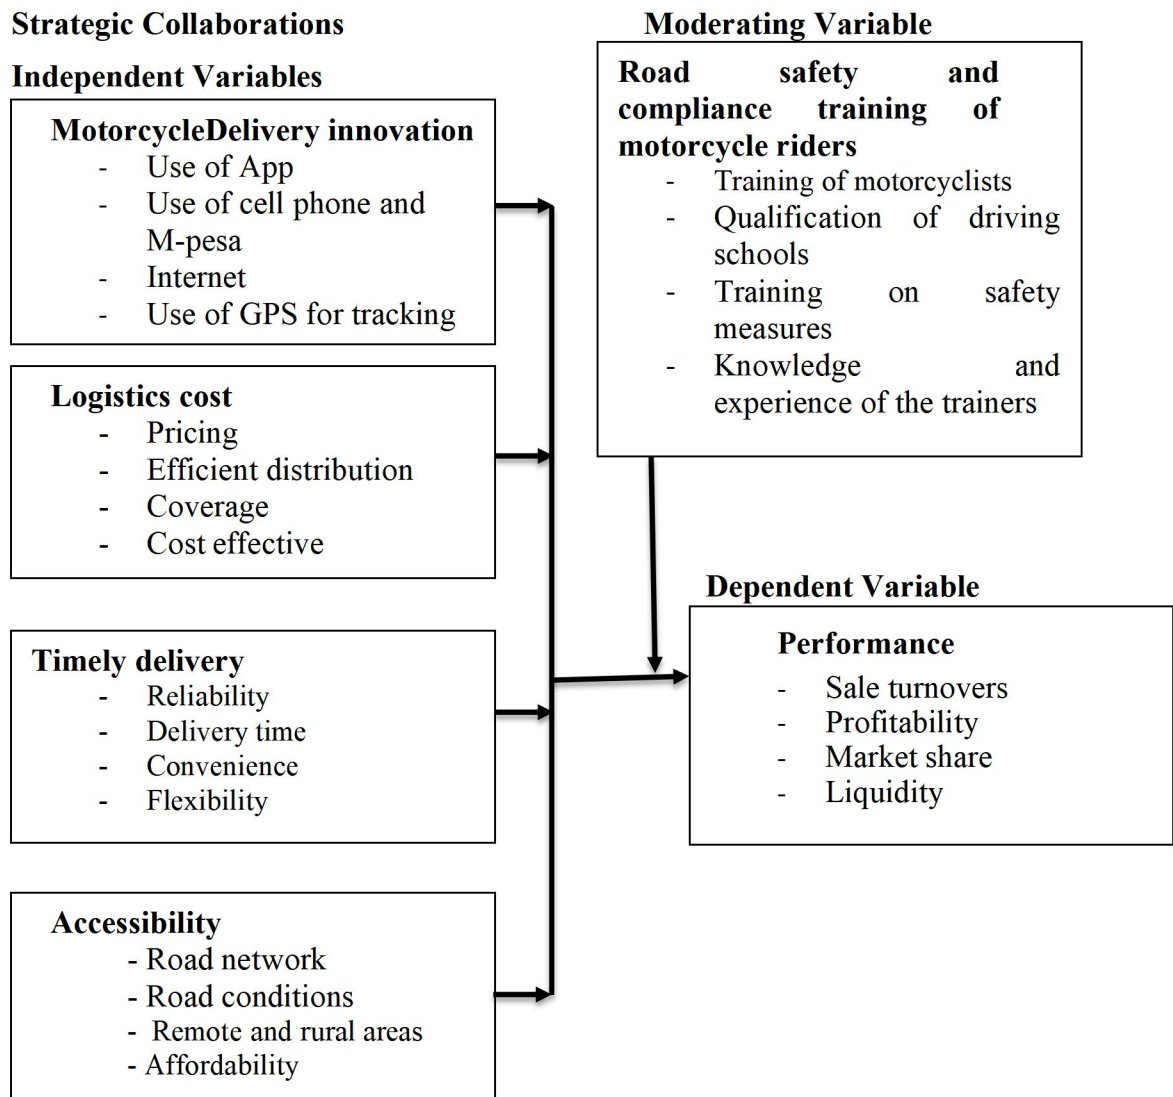 Strategic Collaborations
Independent Variables
MotorcycleDelivery innovation
- Use of App
- Use of cell phone and
M-pesa
- Internet
- Use of GPS for tracking
Logistics cost
- Pricing
- Efficient distribution
- Coverage
- Cost effective
Timely delivery
- Reliability
- Delivery time
- Convenience
- Flexibility
Accessibility
- Road network
- Road conditions
- Remote and rural areas
- Affordability
Moderating Variable
Road safety and
compliance training of
motorcycle riders
- Training of motorcyclists
- Qualification of driving
schools
- Training on safety
measures
- Knowledge and
experience of the trainers
Dependent Variable
Performance
- Sale turnovers
- Profitability
- Market share
- Liquidity